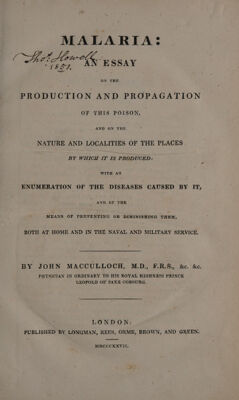 MALARIA:
Thos. Howell
1831.
AN ESSAY
ON THE
PRODUCTION AND PROPAGATION
OF THIS POISON,
AND ON THE
NATURE AND LOCALITIES OF THE PLACES
BY WHICH IT IS PRODUCED:
WITH AN
ENUMERATION OF THE DISEASES CAUSED BY IT,
AND OF THE
MEANS OF PREVENTING OR DIMINISHING THEM,
BOTH AT HOME AND IN THE NAVAL AND MILITARY SERVICE.
BY JOHN MACCULLOCH, M.D., F.R.S., &c. &c.
PHYSICIAN IN ORDINARY TO HIS ROYAL HIGHNESS PRINCE
LEOPOLD OF SAXE COBOURG.
LONDON:
PUBLISHED BY LONGMAN, REES, ORME, BROWN, AND GREEN.
MDCCCXXVII.